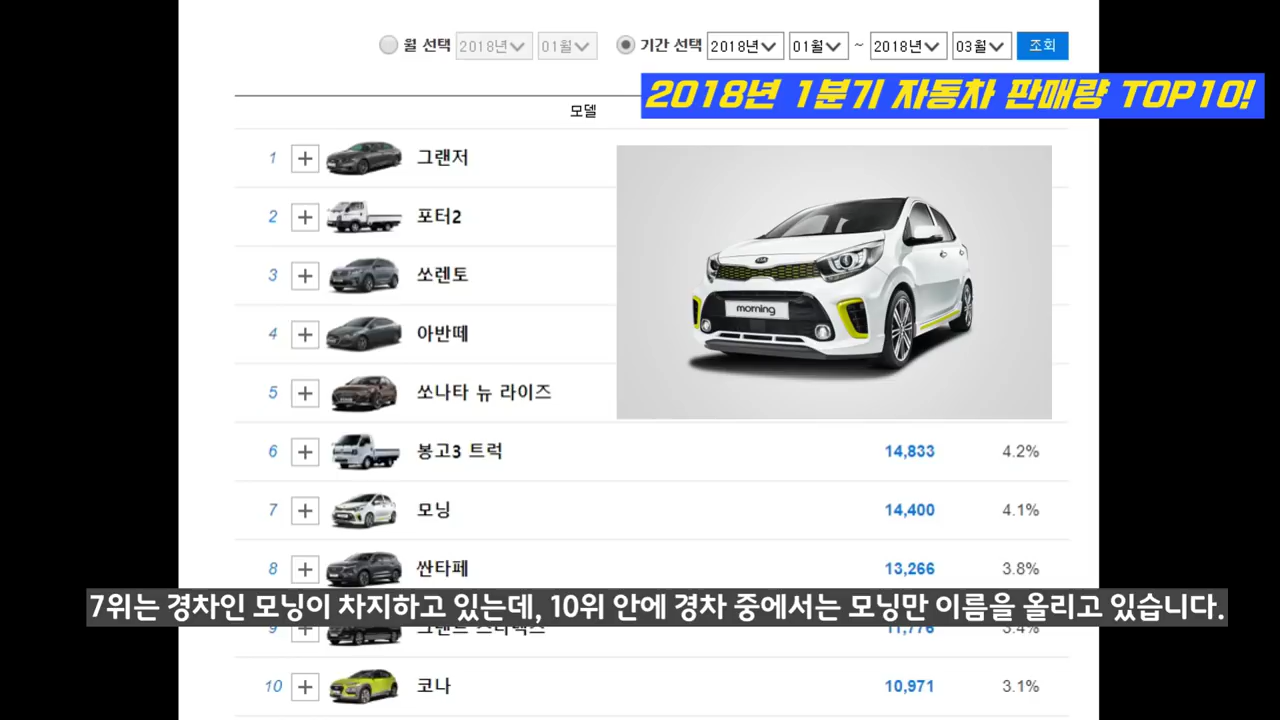 월 선택 2018년 01월 기간 선택 2018년 01월 ~ 2018년 03월 조회
2018년 1분기 자동차 판매량 TOP10!
모델
1 + 그랜저
2 + 포터2
3 + 쏘렌토
4 + 아반떼
5 + 쏘나타 뉴 라이즈
morning
6 + 봉고3 트럭 14,833 4.2%
7 + 모닝 14,400 4.1%
8 + 싼타페 13,266 3.8%
7위는 경차인 모닝이 차지하고 있는데, 10위 안에 경차 중에서는 모닝만 이름을 올리고 있습니다.
9 + 11,776 3.4%
10 + 코나 10,971 3.1%